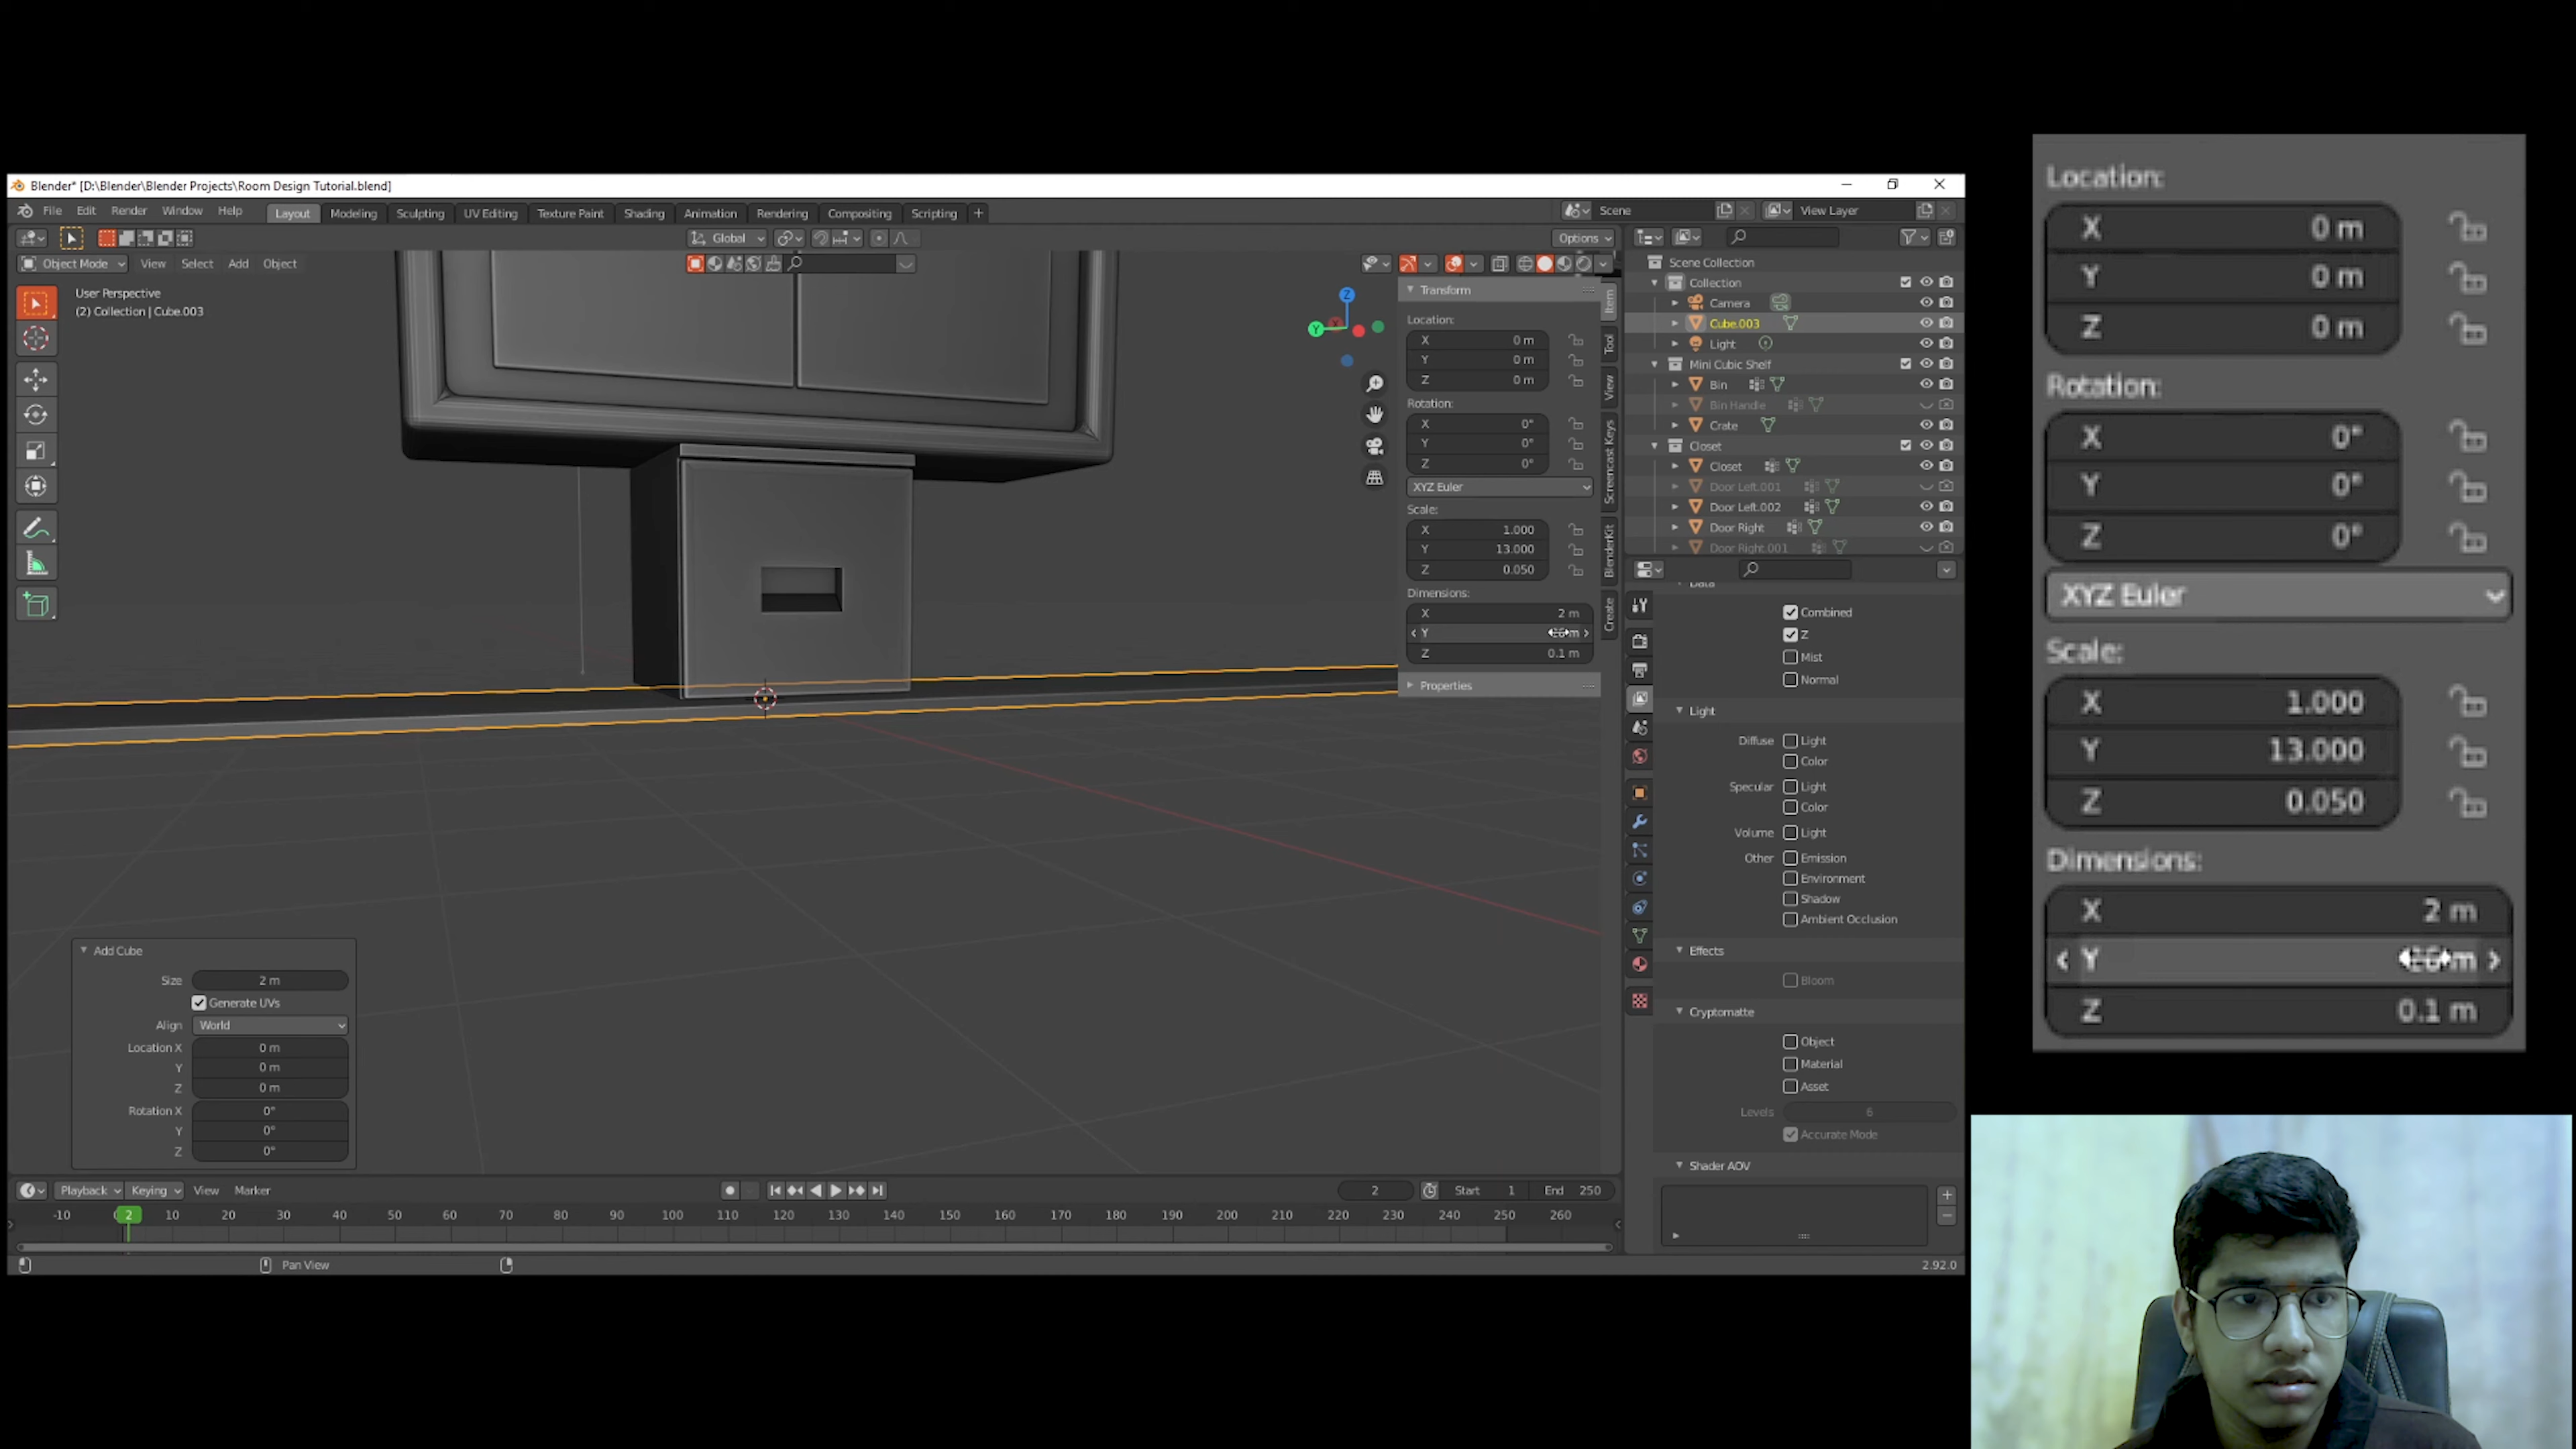 Blender* [D:\Blender\Blender Projects\Room Design Tutorial.blend]
File Edit Render Window Help Layout Modeling Sculpting UV Editing Texture Paint Shading Animation Rendering Compositing Scripting +
Scene
View Layer
Global
Options
Object Mode View Select Add Object
User Perspective
(2) Collection | Cube.003
Z
Y
X
Transform
Location:
X 0 m
Y 0 m
Z 0 m
Rotation:
X 0°
Y 0°
Z 0°
XYZ Euler
Scale:
X 1.000
Y 13.000
Z 0.050
Dimensions:
X 2 m
Y m
Z 0.1 m
Properties
Item
Tool
View
Screencast Keys
BlenderKit
Create
Scene Collection
Collection
Camera
Cube.003
Light
Mini Cubic Shelf
Bin
Bin Handle
Crate
Closet
Closet
Door Left.001
Door Left.002
Door Right
Door Right.001
Data
Combined
Z
Mist
Normal
Light
Diffuse Light
Color
Specular Light
Color
Volume Light
Other Emission
Environment
Shadow
Ambient Occlusion
Effects
Bloom
Cryptomatte
Object
Material
Asset
Levels 6
Accurate Mode
Shader AOV
Add Cube
Size 2 m
Generate UVs
Align World
Location X 0 m
Y 0 m
Z 0 m
Rotation X 0°
Y 0°
Z 0°
Playback Keying View Marker
2 Start 1 End 250
-10 2 10 20 30 40 50 60 70 80 90 100 110 120 130 140 150 160 170 180 190 200 210 220 230 240 250 260
Pan View
2.92.0
Location:
X 0 m
Y 0 m
Z 0 m
Rotation:
X 0°
Y 0°
Z 0°
XYZ Euler
Scale:
X 1.000
Y 13.000
Z 0.050
Dimensions:
X 2 m
Y m
Z 0.1 m